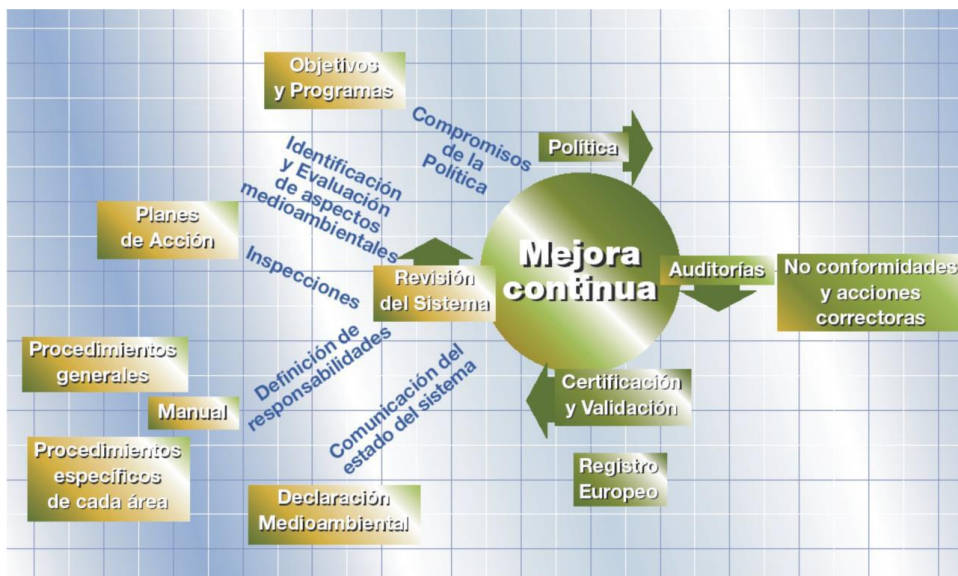 Objetivos
y Programas
Compromisos
de la
Política
Política
Identificación
y Evaluación
de aspectos
medioambientales
Planes
de Acción
Inspecciones
Revisión
del Sistema
Mejora
continua
Auditorías
No conformidades
y acciones
correctoras
Procedimientos
generales
Manual
Procedimientos
específicos
de cada área
Definición de
responsabilidades
Comunicación del
estado del sistema
Certificación
y Validación
Registro
Europeo
Declaración
Medioambiental